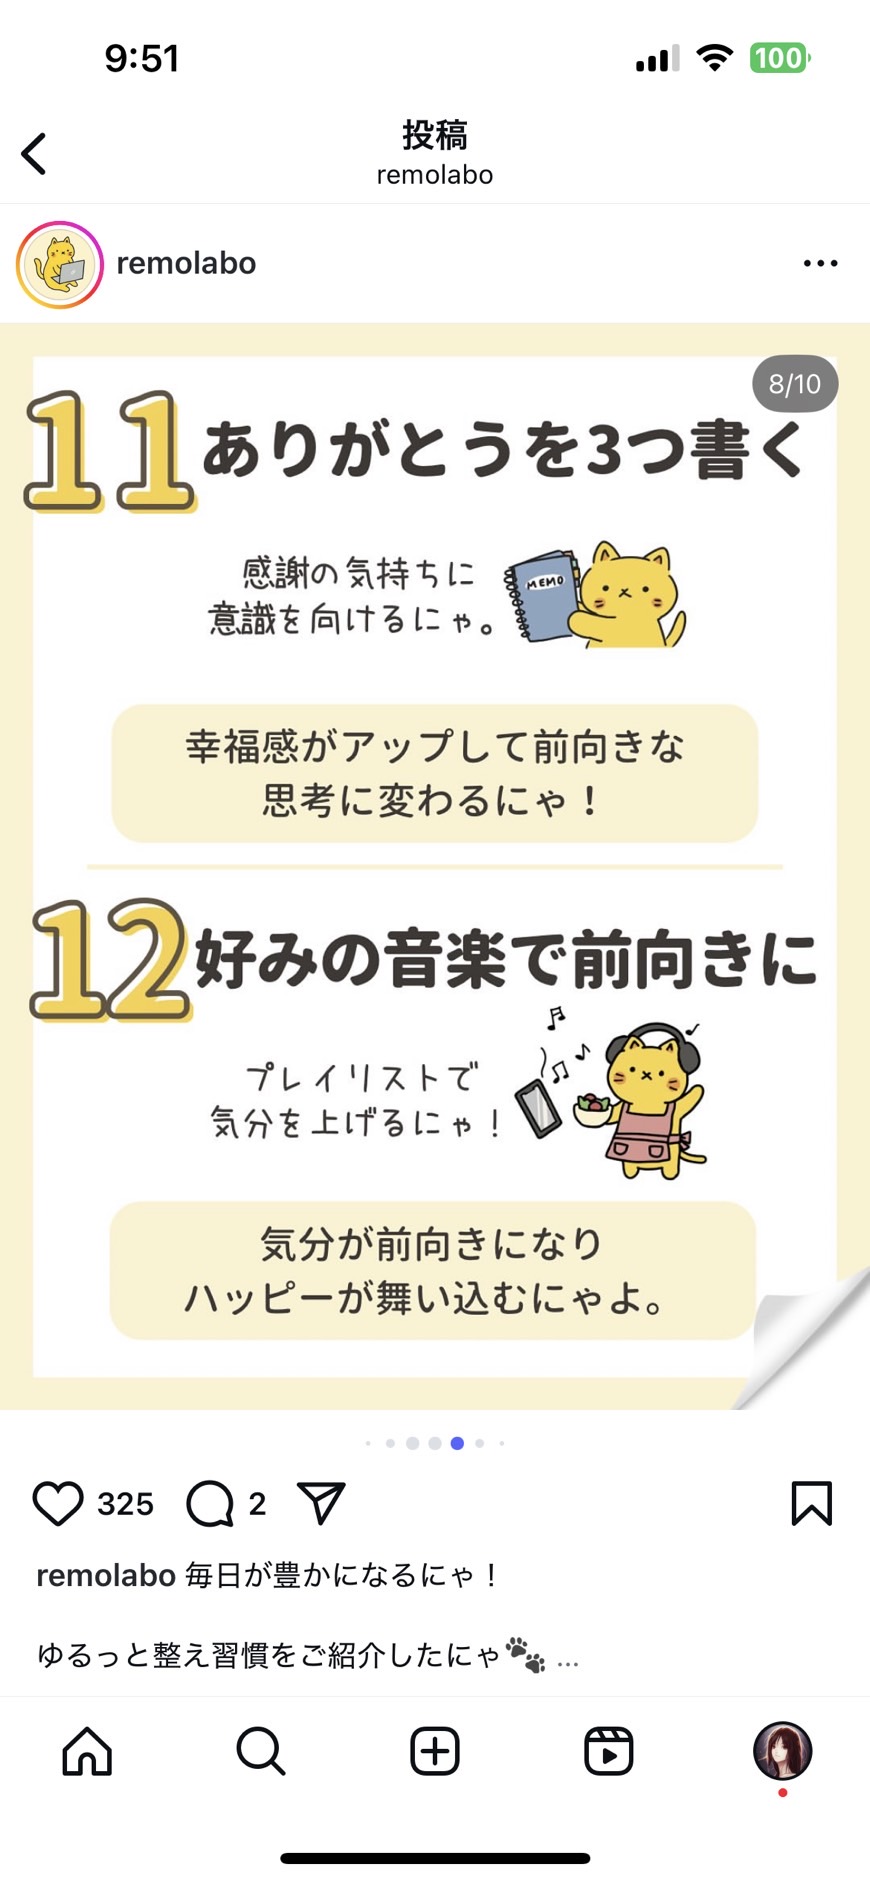 9:51
100
投稿
remolabo
remolabo
8/10
11 ありがとうを3つ書く
感謝の気持ちに
意識を向けるにゃ。
MEMO
幸福感がアップして前向きな
思考に変わるにゃ！
12 好みの音楽で前向きに
プレイリストで
気分を上げるにゃ！
気分が前向きになり
ハッピーが舞い込むにゃよ。
325 2
remolabo 毎日が豊かになるにゃ！
ゆるっと整え習慣をご紹介したにゃ🐾 ...